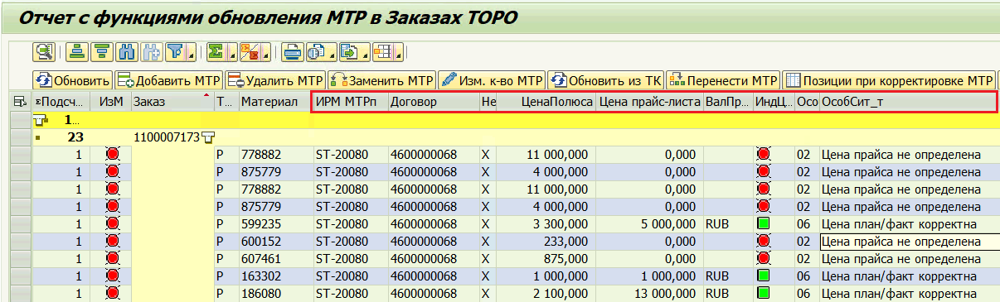 Отчет с функциями обновления МТР в Заказах ТОРО
Обновить Добавить МТР Удалить МТР Заменить МТР Изм. к-во МТР Обновить из ТК Перенести МТР Позиции при корректировке МТР
ΣПодсч... ИзМ Заказ Т... Материал ИРМ МТРп Договор Не ЦенаПолюса Цена прайс-листа ВалПр... ИндЦ... Осо ОсобСит_т
1...
23 1100007173
1 P 778882 ST-20080 4600000068 X 11 000,000 0,000 02 Цена прайса не определена
1 P 875779 ST-20080 4600000068 X 4 000,000 0,000 02 Цена прайса не определена
1 P 778882 ST-20080 4600000068 X 11 000,000 0,000 02 Цена прайса не определена
1 P 875779 ST-20080 4600000068 X 4 000,000 0,000 02 Цена прайса не определена
1 P 599235 ST-20080 4600000068 X 3 300,000 5 000,000 RUB 06 Цена план/факт корректна
1 P 600152 ST-20080 4600000068 X 233,000 0,000 02 Цена прайса не определена
1 P 607461 ST-20080 4600000068 X 875,000 0,000 02 Цена прайса не определена
1 P 163302 ST-20080 4600000068 X 1 000,000 1 000,000 RUB 06 Цена план/факт корректна
1 P 186080 ST-20080 4600000068 X 2 100,000 13 000,000 RUB 06 Цена план/факт корректна